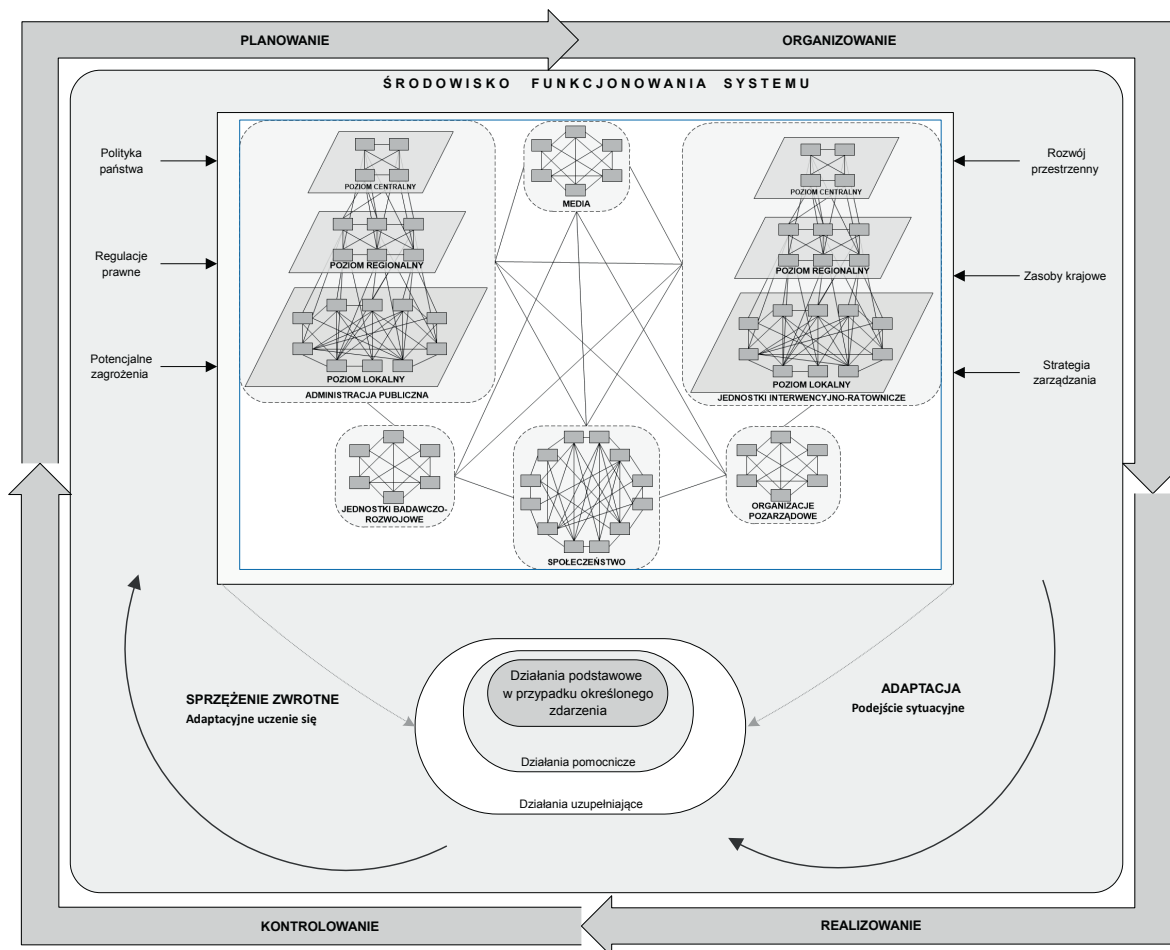 PLANOWANIE
ORGANIZOWANIE
ŚRODOWISKO FUNKCJONOWANIA SYSTEMU
Polityka
państwa
Regulacje
prawne
Potencjalne
zagrożenia
POZIOM CENTRALNY
POZIOM REGIONALNY
POZIOM LOKALNY
ADMINISTRACJA PUBLICZNA
MEDIA
POZIOM CENTRALNY
POZIOM REGIONALNY
POZIOM LOKALNY
JEDNOSTKI INTERWENCYJNO-RATOWNICZE
Rozwój
przestrzenny
Zasoby krajowe
Strategia
zarządzania
JEDNOSTKI BADAWCZO-
ROZWOJOWE
SPOŁECZEŃSTWO
ORGANIZACJE
POZARZĄDOWE
SPRZĘŻENIE ZWROTNE
Adaptacyjne uczenie się
Działania podstawowe
w przypadku określonego
zdarzenia
Działania pomocnicze
Działania uzupełniające
ADAPTACJA
Podejście sytuacyjne
KONTROLOWANIE
REALIZOWANIE